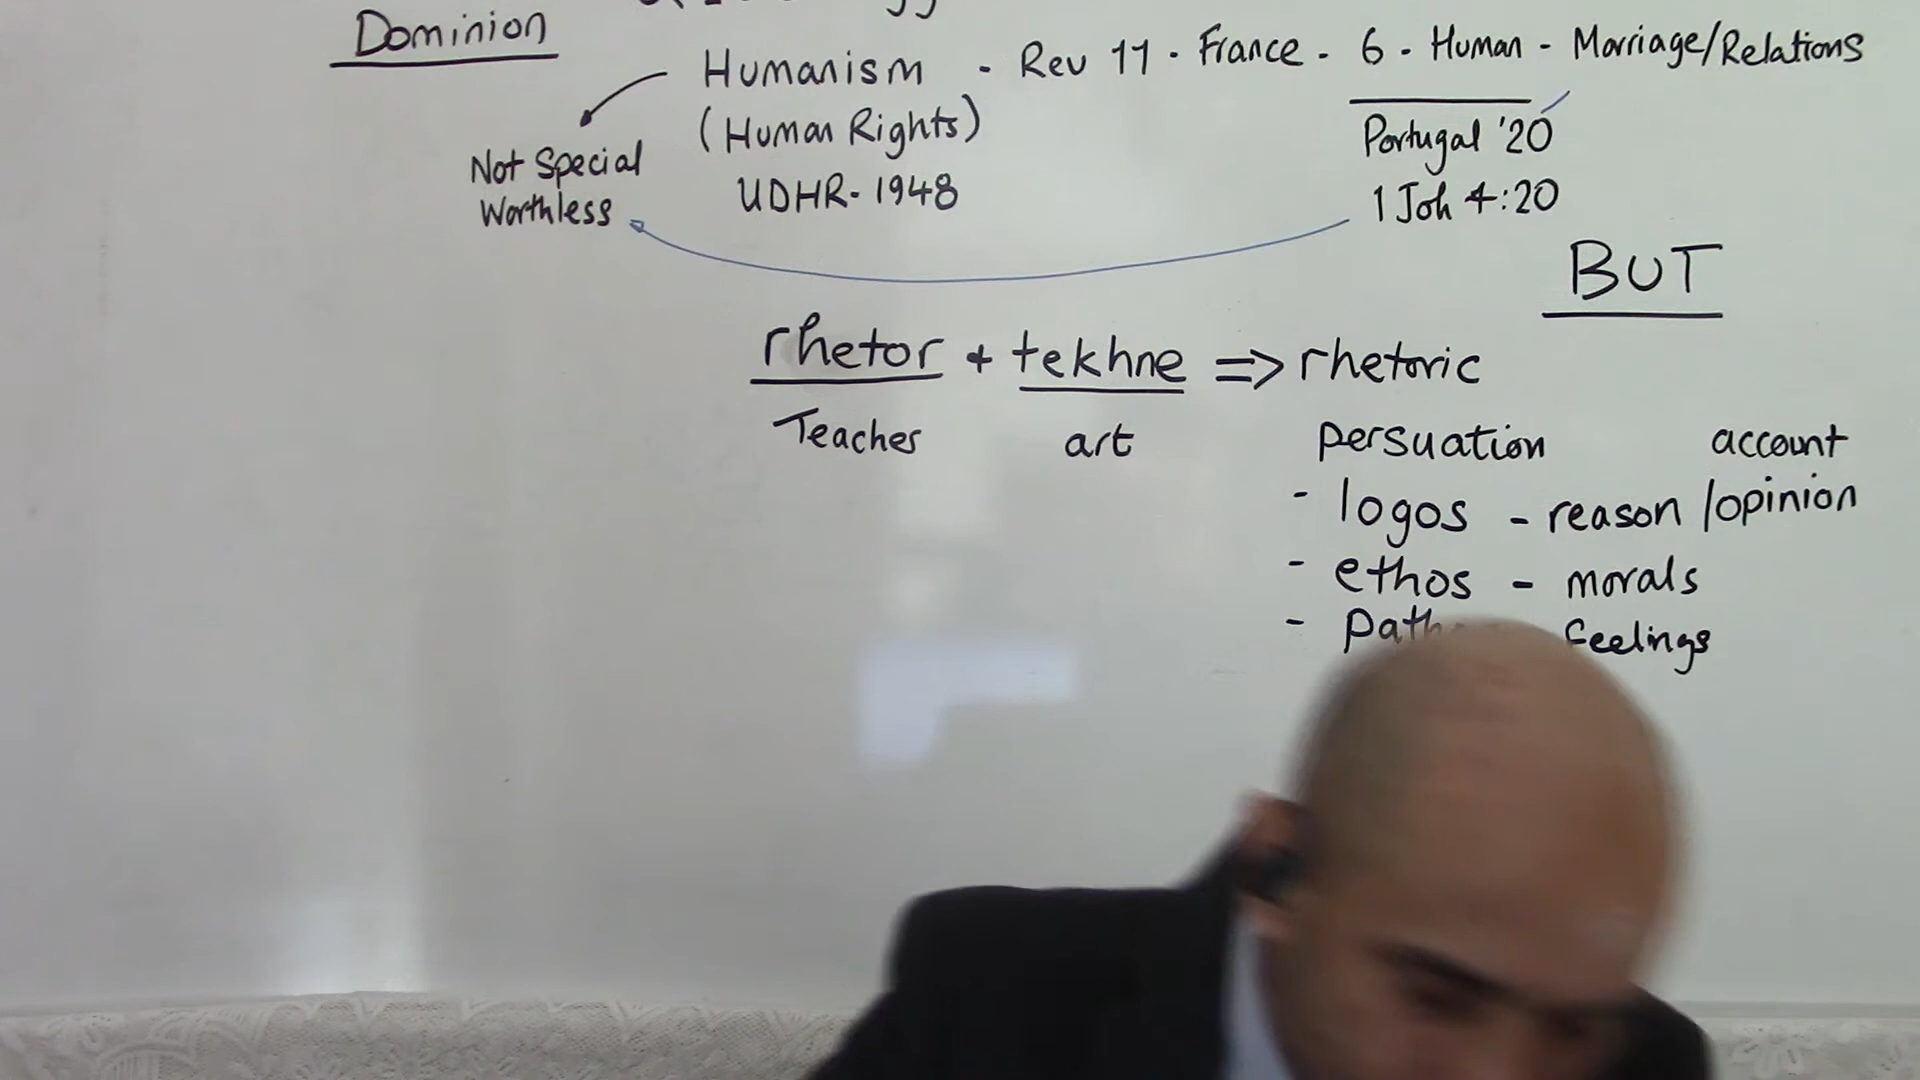 Dominion
Humanism - Rev 11 - France - 6 - Human - Marriage/Relations
(Human Rights)
UDHR - 1948
Not Special
Worthless
Portugal '20
1 Joh 4:20
BUT
rhetor + tekhne => rhetoric
Teaches art persuation account
- logos - reason /opinion
- ethos - morals
- feelings